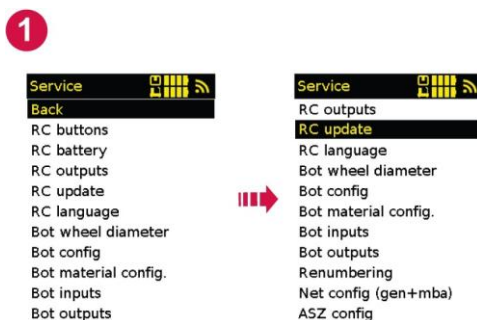 1
Service
Back
RC buttons
RC battery
RC outputs
RC update
RC language
Bot wheel diameter
Bot config
Bot material config.
Bot inputs
Bot outputs
Service
RC outputs
RC update
RC language
Bot wheel diameter
Bot config
Bot material config.
Bot inputs
Bot outputs
Renumbering
Net config (gen+mba)
ASZ config